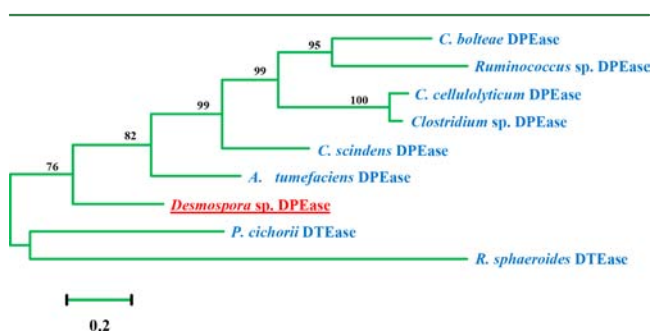 95
C. bolteae DPEase
Ruminococcus sp. DPEase
99
C. cellulolyticum DPEase
100
Clostridium sp. DPEase
99
C. scindens DPEase
82
A. tumefaciens DPEase
76
Desmospora sp. DPEase
P. cichorii DTEase
R. sphaeroides DTEase
0.2